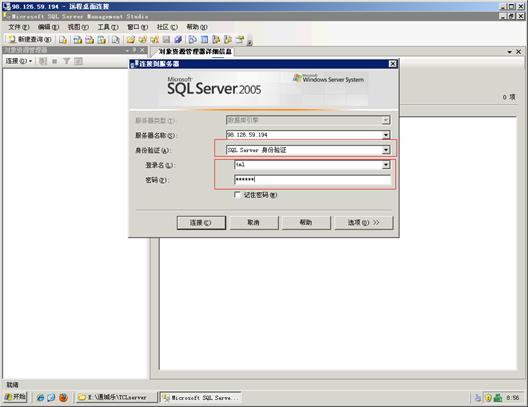 98.126.59.194 - 远程桌面连接
Microsoft SQL Server Management Studio
文件(F) 编辑(E) 视图(V) 工具(T) 窗口(W) 社区(C) 帮助(H)
新建查询(N)
对象资源管理器
对象资源管理器详细信息
连接(O)
0 项
连接到服务器
Microsoft
SQL Server 2005
Microsoft
Windows Server System
服务器类型(T):
数据库引擎
服务器名称(S):
98.126.59.194
身份验证(A):
SQL Server 身份验证
登录名(L):
tml
密码(P):
******
记住密码(M)
连接(C) 取消 帮助 选项(O) >>
就绪
开始
E:\通城乐\TCLserver
Microsoft SQL Serve...
8:56